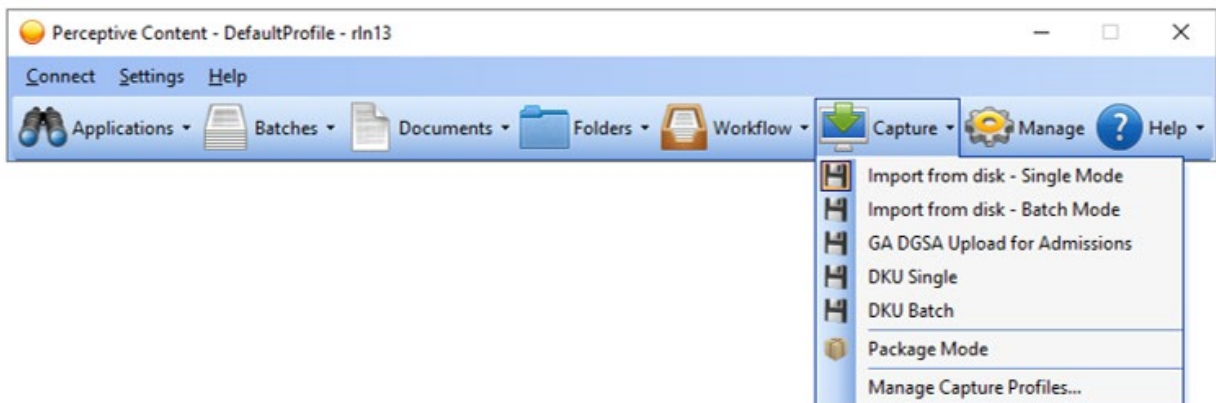 Perceptive Content - DefaultProfile - rln13
Connect Settings Help
Applications Batches Documents Folders Workflow Capture Manage ? Help
Import from disk - Single Mode
Import from disk - Batch Mode
GA DGSA Upload for Admissions
DKU Single
DKU Batch
Package Mode
Manage Capture Profiles...